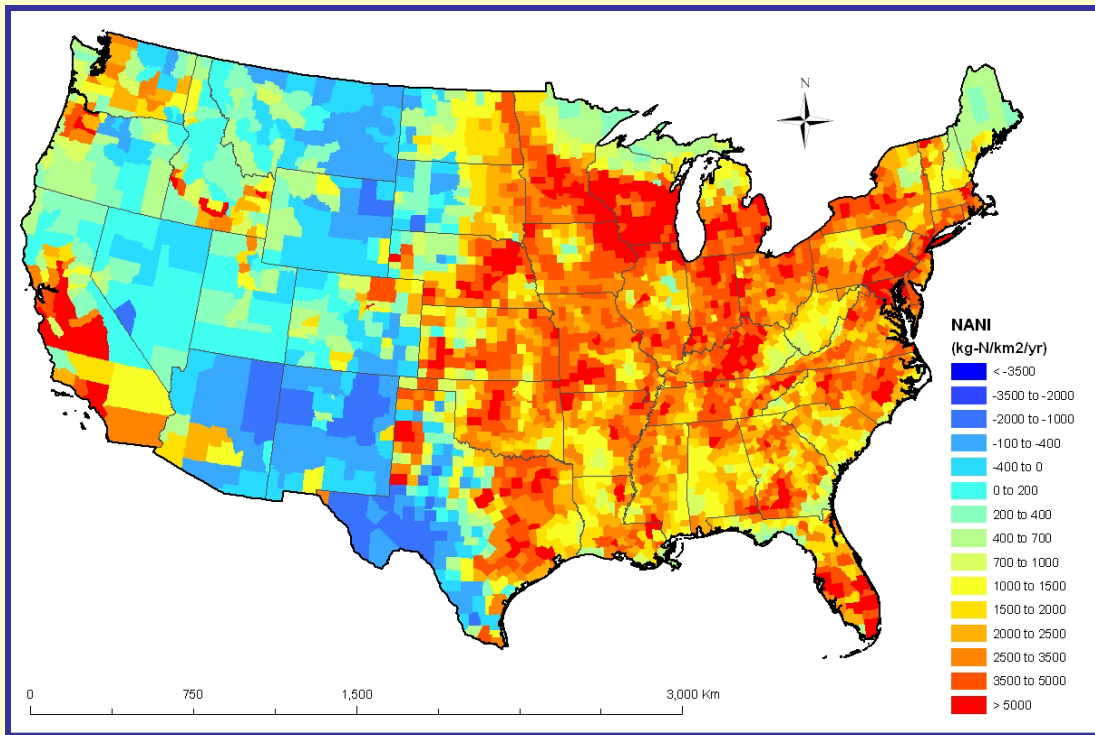 N
NANI
(kg-N/km2/yr)
< -3500
-3500 to -2000
-2000 to -1000
-100 to -400
-400 to 0
0 to 200
200 to 400
400 to 700
700 to 1000
1000 to 1500
1500 to 2000
2000 to 2500
2500 to 3500
3500 to 5000
> 5000
0 750 1,500 3,000 Km